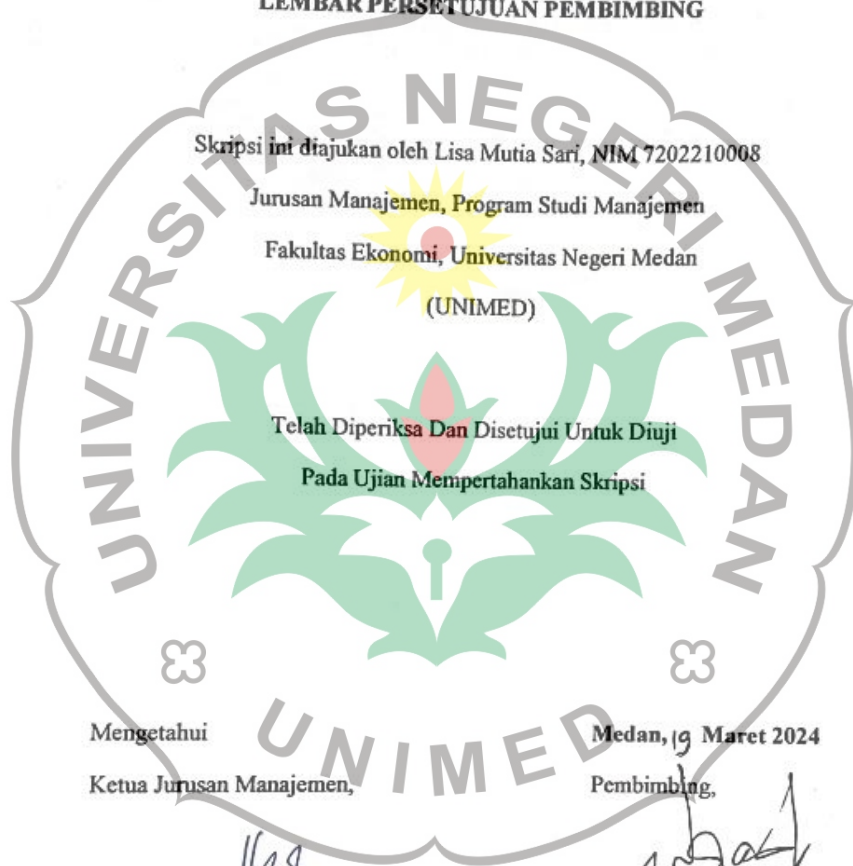 LEMBAR PERSETUJUAN PEMBIMBING
UNIVERSITAS NEGERI MEDAN
Skripsi ini diajukan oleh Lisa Mutia Sari, NIM 7202210008
Jurusan Manajemen, Program Studi Manajemen
Fakultas Ekonomi, Universitas Negeri Medan
(UNIMED)
Telah Diperiksa Dan Disetujui Untuk Diuji
Pada Ujian Mempertahankan Skripsi
UNIMED
Mengetahui
Medan, 19 Maret 2024
Ketua Jurusan Manajemen,
Pembimbing,